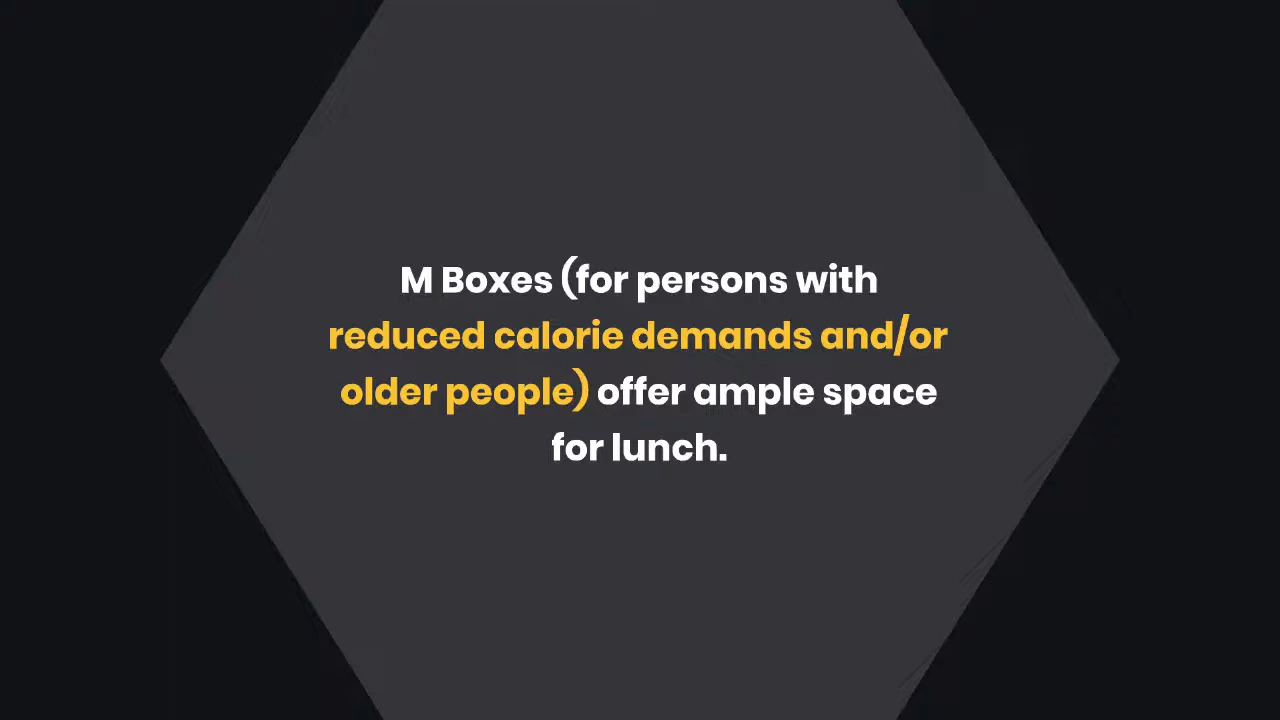 M Boxes (for persons with
reduced calorie demands and/or
older people) offer ample space
for lunch.